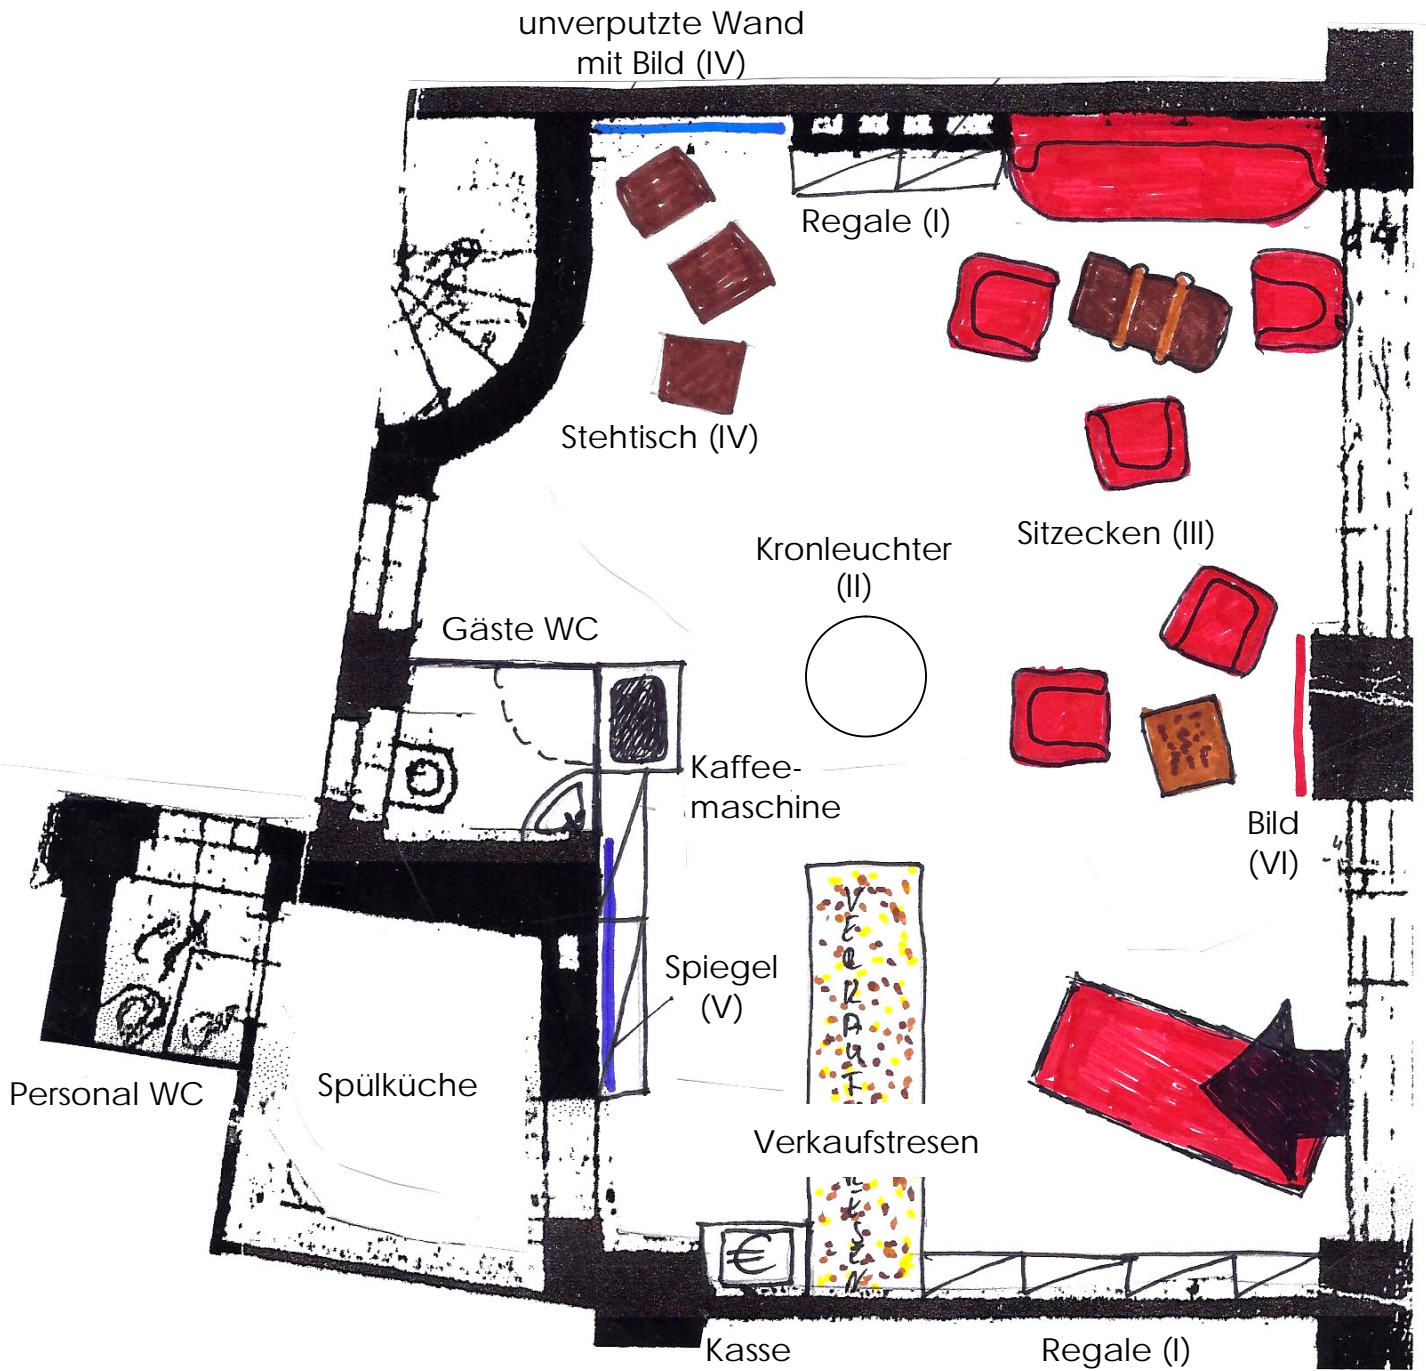 unverputzte Wand
mit Bild (IV)
Regale (I)
Stehtisch (IV)
Sitzecken (III)
Kronleuchter
(II)
Gäste WC
Kaffee-
maschine
Bild
(VI)
Spiegel
(V)
Personal WC
Spülküche
Verkaufstresen
€
Kasse
Regale (I)